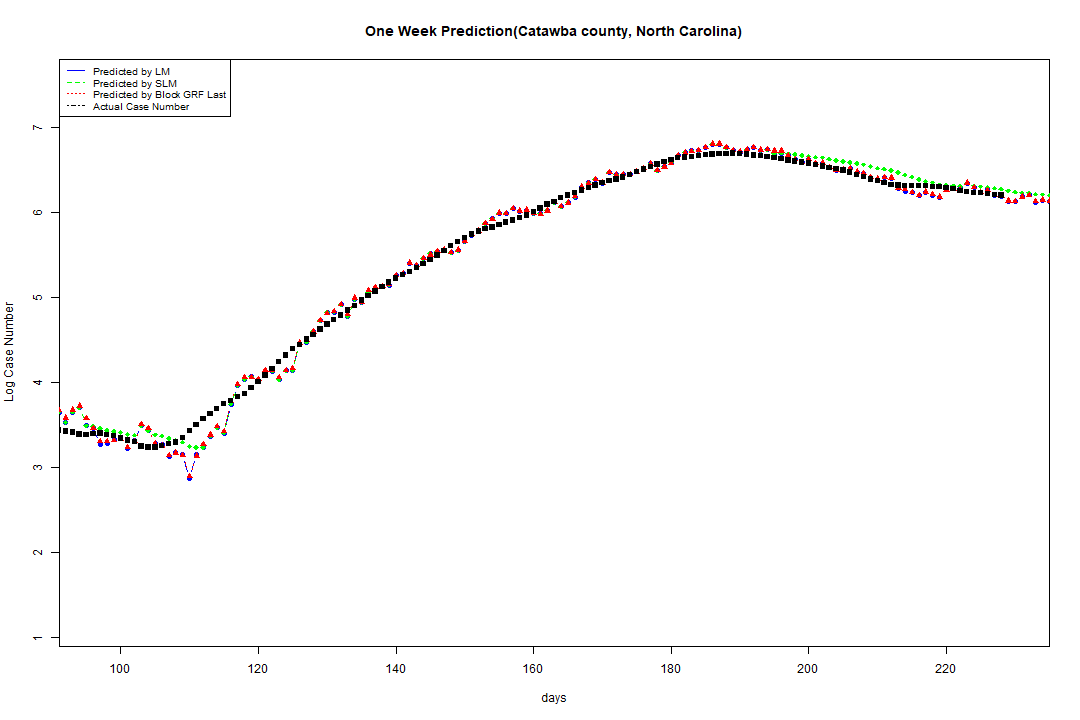 One Week Prediction(Catawba county, North Carolina)
Predicted by LM
Predicted by SLM
Predicted by Block GRF Last
Actual Case Number
7
6
5
4
3
2
1
Log Case Number
100 120 140 160 180 200 220
days